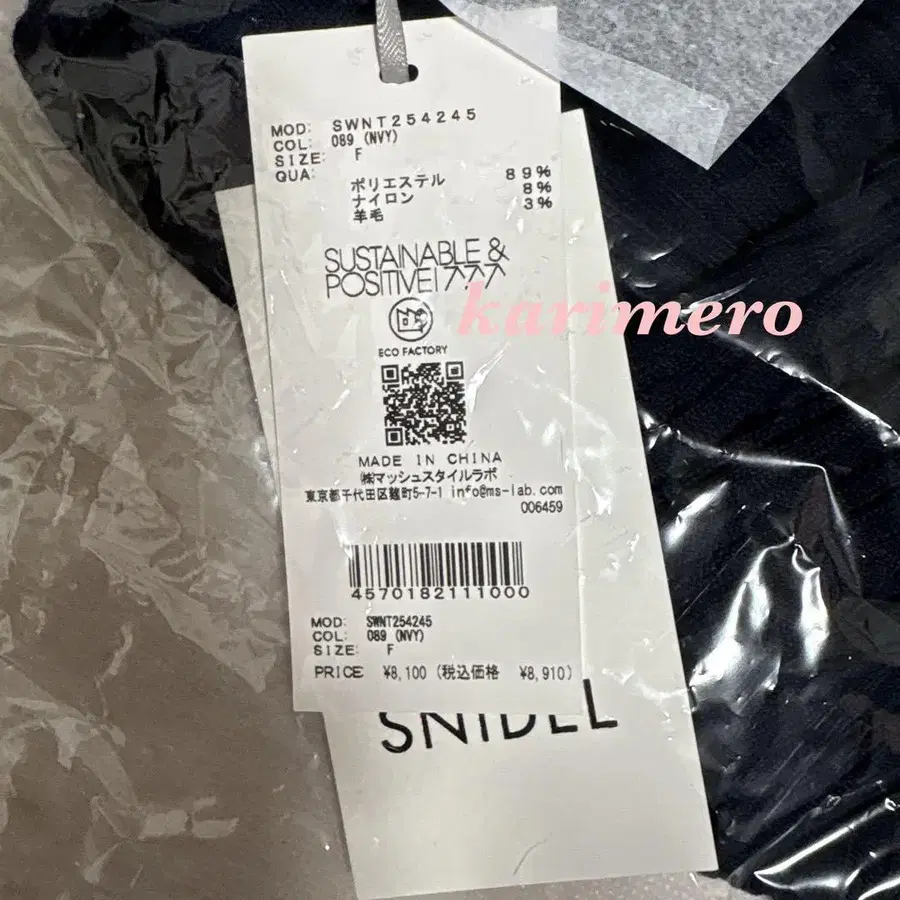 MOD: SWNT254245
COL: 089 (NVY)
SIZE: F
QUA:
ポリエステル 89%
ナイロン 8%
羊毛 3%
SUSTAINABLE &
POSITIVE! ↗↗↗
karimero
ECO FACTORY
MADE IN CHINA
㈱マッシュスタイルラボ
東京都千代田区麹町5-7-1 info@ms-lab.com
006459
4570182111000
MOD: SWNT254245
COL: 089 (NVY)
SIZE: F
PRICE ¥8,100 (税込価格 ¥8,910)
SNIDEL